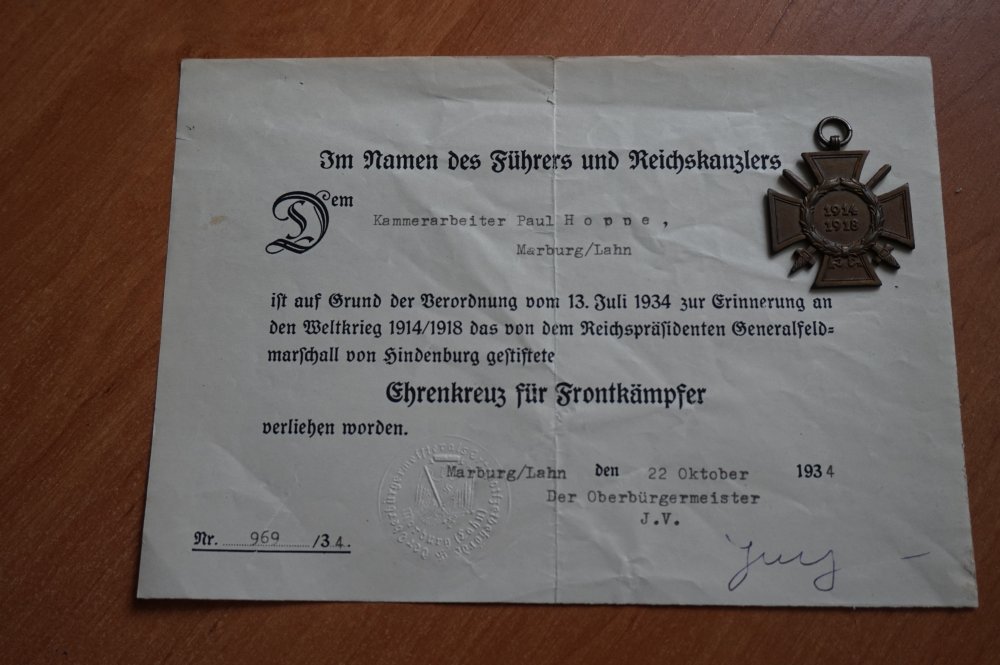 Im Namen des Führers und Reichskanzlers
Dem
Kammerarbeiter Paul Hoppe,
Marburg/Lahn
ist auf Grund der Verordnung vom 13. Juli 1934 zur Erinnerung an
den Weltkrieg 1914/1918 das von dem Reichspräsidenten Generalfeld=
marschall von Hindenburg gestiftete
Ehrenkreuz für Frontkämpfer
verliehen worden.
Marburg/Lahn den 22 Oktober 1934
Der Oberbürgermeister
J.V.
Nr. 969 /34.
1914
1918